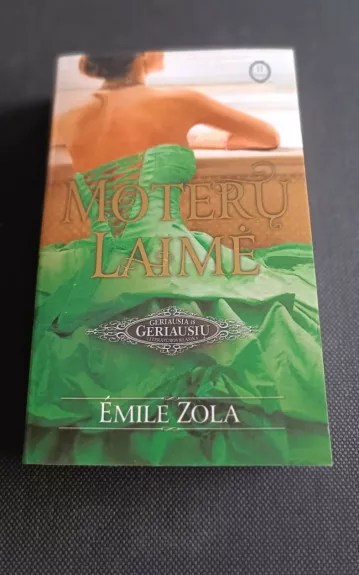 MOTERŲ
LAIMĖ
GERIAUSIA iš
GERIAUSIŲ
ÉMILE ZOLA